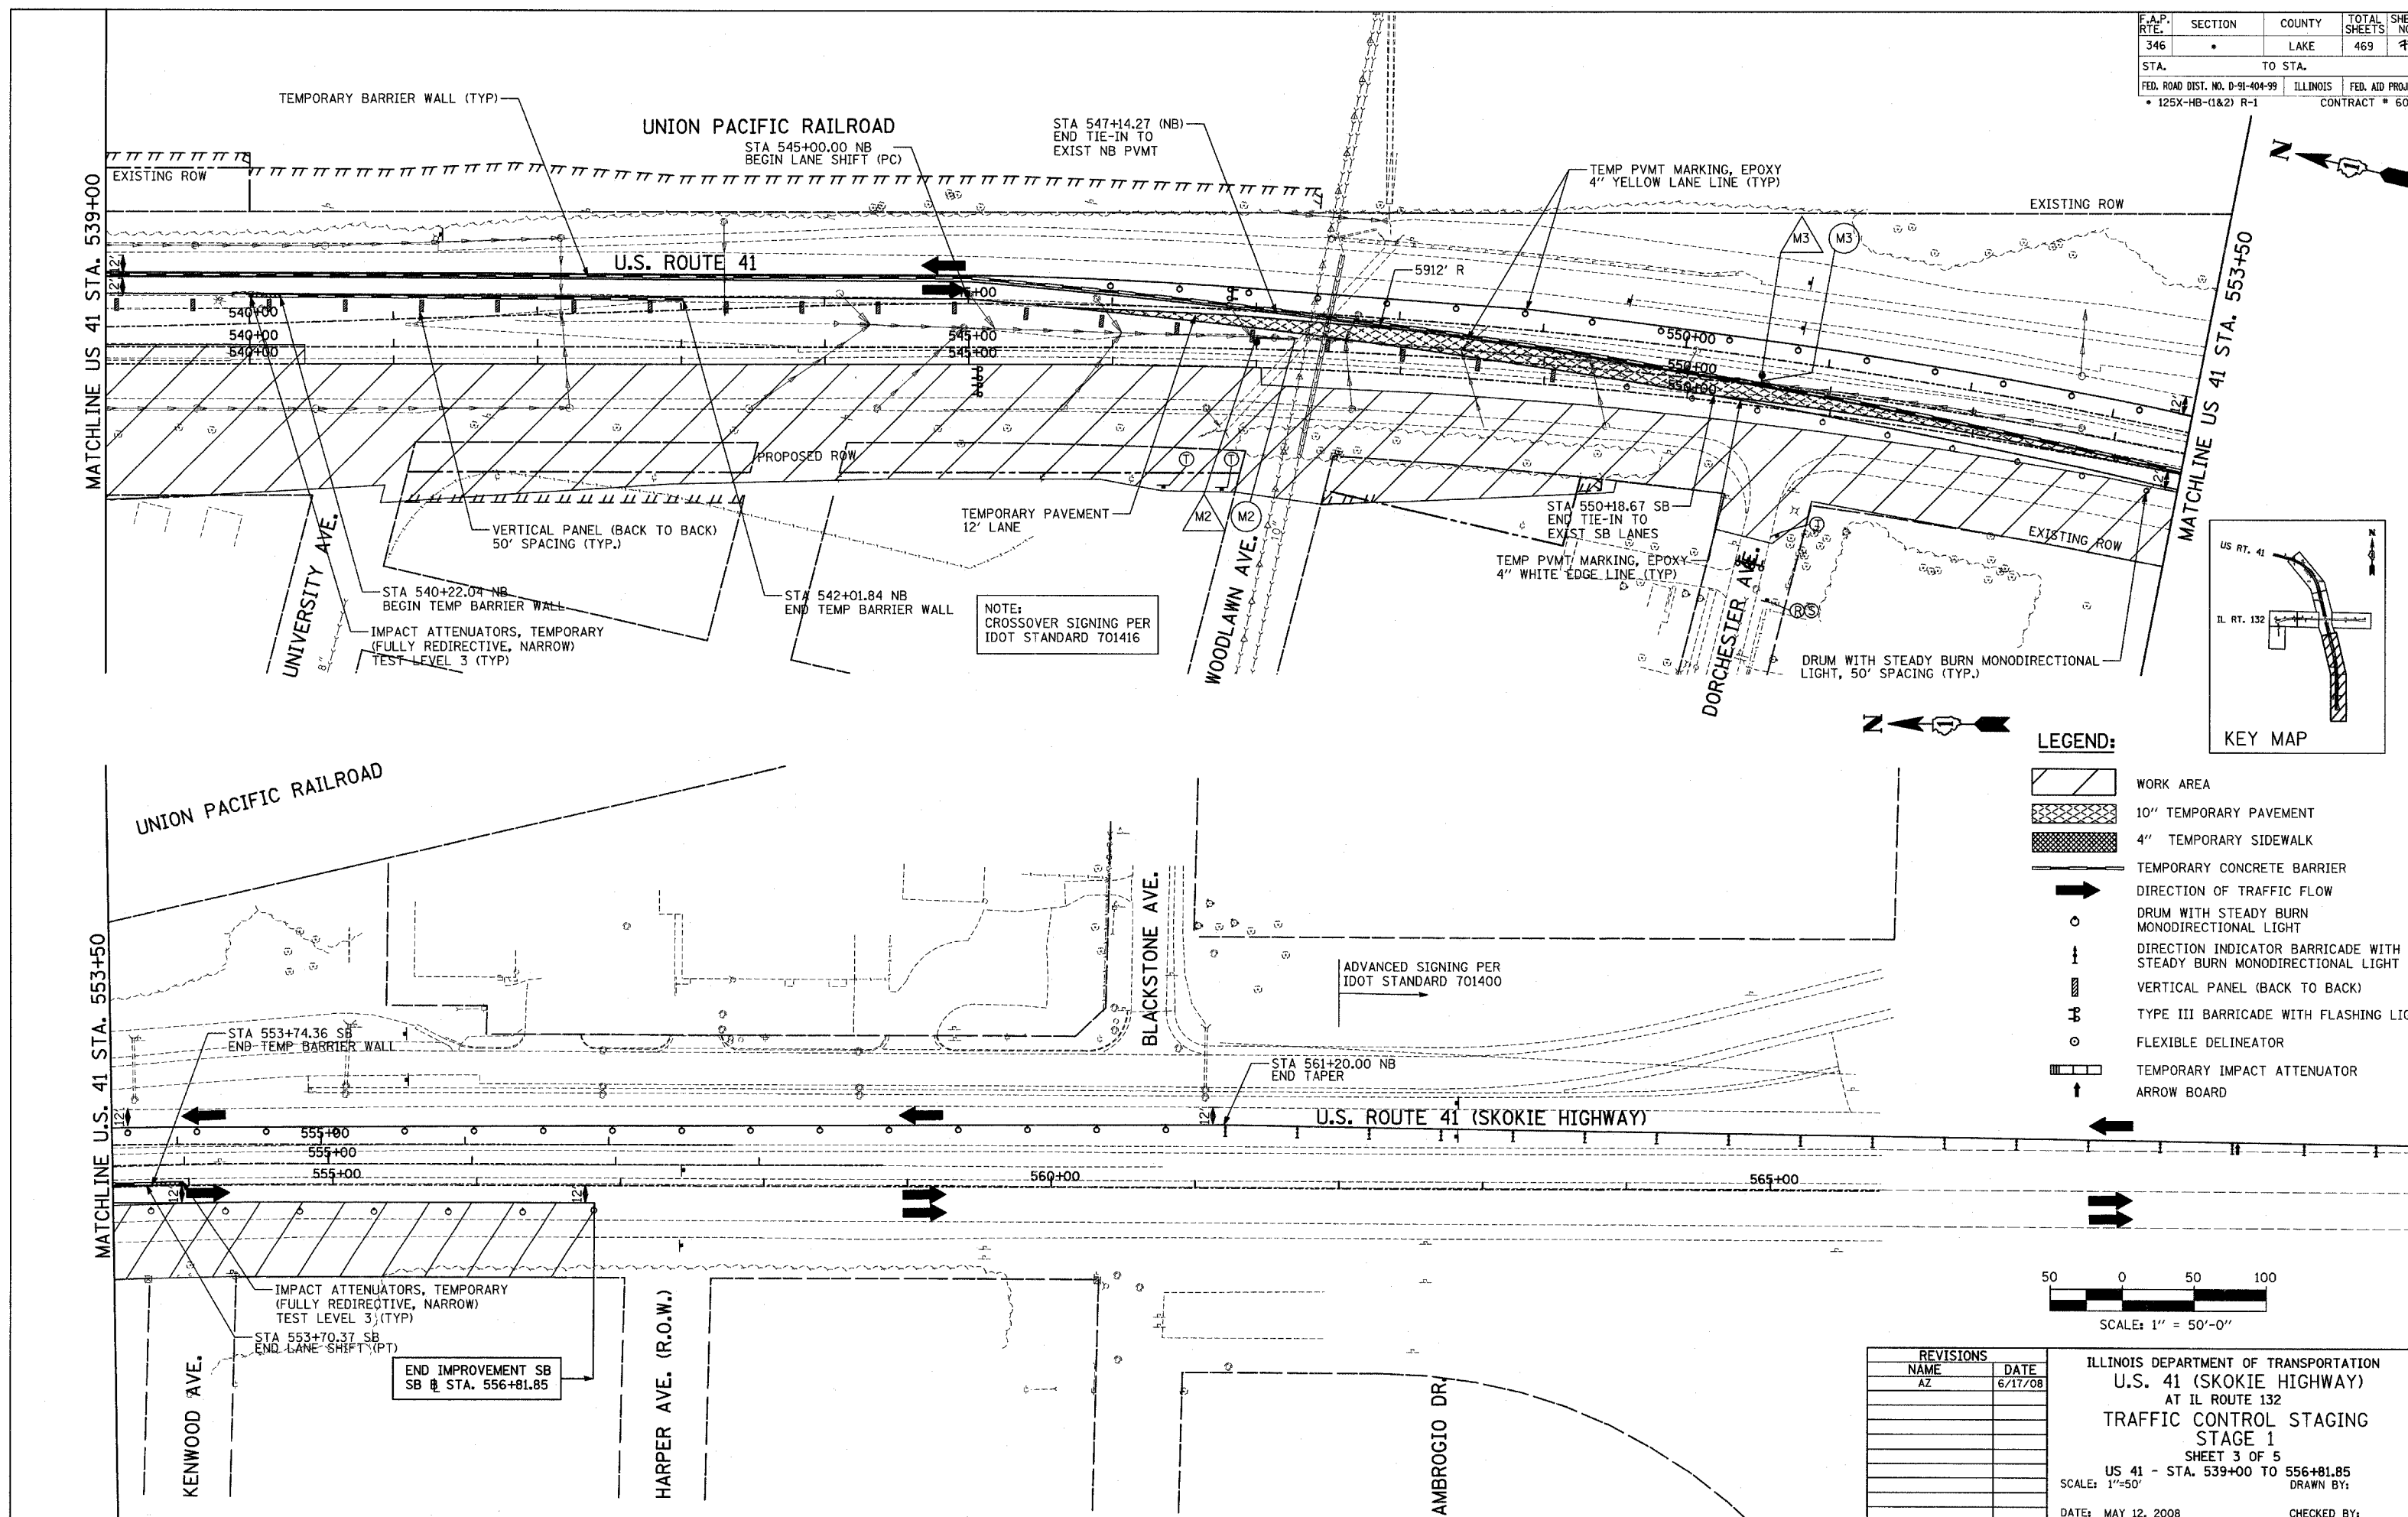 F.A.P. RTE.
SECTION
COUNTY
TOTAL SHEETS
346
•
LAKE
469
STA.
TO STA.
FED. ROAD DIST. NO. D-91-404-99
ILLINOIS
FED. AID
• 125X-HB-(1&2) R-1
CONTRACT #
TEMPORARY BARRIER WALL (TYP)
UNION PACIFIC RAILROAD
STA 545+00.00 NB
BEGIN LANE SHIFT (PC)
STA 547+14.27 (NB)
END TIE-IN TO
EXIST NB PVMT
TEMP PVMT MARKING, EPOXY
4" YELLOW LANE LINE (TYP)
EXISTING ROW
EXISTING ROW
N
1
MATCHLINE US 41 STA. 539+00
MATCHLINE US 41 STA. 553+50
M3
M3
12'
U.S. ROUTE 41
5912' R
540+00
540+00
540+00
545+00
545+00
550+00
550+00
550+00
12'
12'
PROPOSED ROW
T
T
UNIVERSITY AVE.
8"
VERTICAL PANEL (BACK TO BACK)
50' SPACING (TYP.)
STA 540+22.04 NB
BEGIN TEMP BARRIER WALL
IMPACT ATTENUATORS, TEMPORARY
(FULLY REDIRECTIVE, NARROW)
TEST LEVEL 3 (TYP)
STA 542+01.84 NB
END TEMP BARRIER WALL
TEMPORARY PAVEMENT
12' LANE
NOTE:
CROSSOVER SIGNING PER
IDOT STANDARD 701416
M2
M2
WOODLAWN AVE.
10"
STA 550+18.67 SB
END TIE-IN TO
EXIST SB LANES
TEMP PVMT MARKING, EPOXY
4" WHITE EDGE LINE (TYP)
DORCHESTER AVE.
R S
EXISTING ROW
DRUM WITH STEADY BURN MONODIRECTIONAL
LIGHT, 50' SPACING (TYP.)
US RT. 41
IL RT. 132
N
KEY MAP
N
1
LEGEND:
WORK AREA
10" TEMPORARY PAVEMENT
4" TEMPORARY SIDEWALK
TEMPORARY CONCRETE BARRIER
DIRECTION OF TRAFFIC FLOW
DRUM WITH STEADY BURN
MONODIRECTIONAL LIGHT
DIRECTION INDICATOR BARRICADE WITH
STEADY BURN MONODIRECTIONAL LIGHT
VERTICAL PANEL (BACK TO BACK)
TYPE III BARRICADE WITH FLASHING
FLEXIBLE DELINEATOR
TEMPORARY IMPACT ATTENUATOR
ARROW BOARD
UNION PACIFIC RAILROAD
MATCHLINE U.S. 41 STA. 553+50
STA 553+74.36 SB
END TEMP BARRIER WALL
BLACKSTONE AVE.
ADVANCED SIGNING PER
IDOT STANDARD 701400
STA 561+20.00 NB
END TAPER
12'
12'
U.S. ROUTE 41 (SKOKIE HIGHWAY)
555+00
555+00
555+00
560+00
565+00
12'
12'
IMPACT ATTENUATORS, TEMPORARY
(FULLY REDIRECTIVE, NARROW)
TEST LEVEL 3 (TYP)
STA 553+70.37 SB
END LANE SHIFT (PT)
END IMPROVEMENT SB
SB ℄ STA. 556+81.85
KENWOOD AVE.
HARPER AVE. (R.O.W.)
AMBROGIO DR.
50 0 50 100
SCALE: 1" = 50'-0"
REVISIONS
NAME DATE
AZ 6/17/08
ILLINOIS DEPARTMENT OF TRANSPORTATION
U.S. 41 (SKOKIE HIGHWAY)
AT IL ROUTE 132
TRAFFIC CONTROL STAGING
STAGE 1
SHEET 3 OF 5
US 41 - STA. 539+00 TO 556+81.85
SCALE: 1"=50'
DRAWN BY:
DATE: MAY 12, 2008
CHECKED BY: